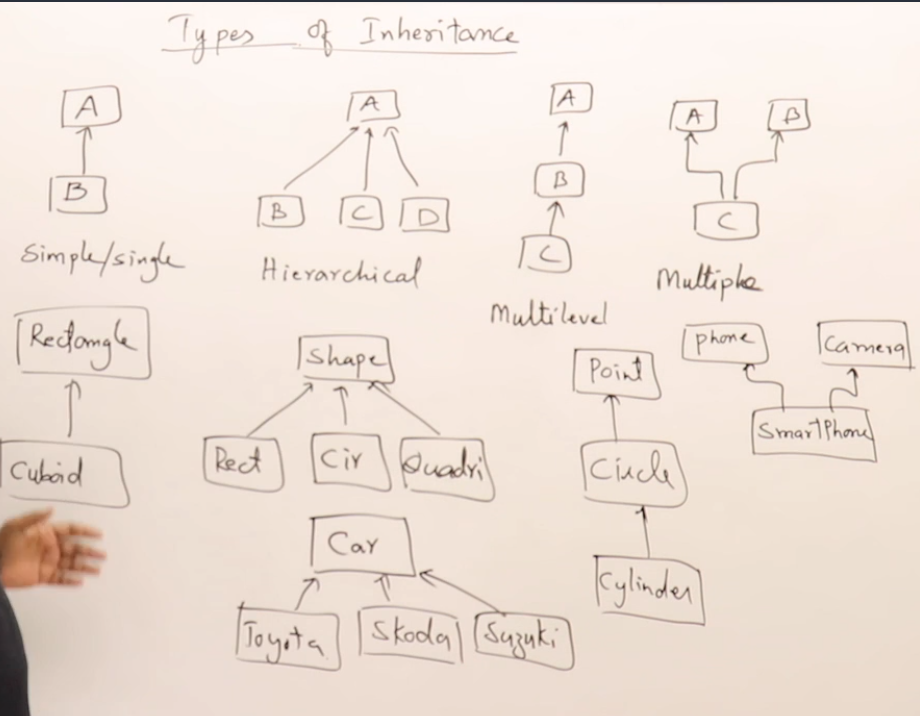 Types of Inheritance
A
B
Simple/single
A
B
C
D
Hierarchical
A
B
C
Multilevel
A
B
C
Multiple
Rectangle
Cuboid
Shape
Rect
Cir
Quadri
Car
Toyota
Skoda
Suzuki
Point
Circle
Cylinder
phone
Camera
SmartPhone